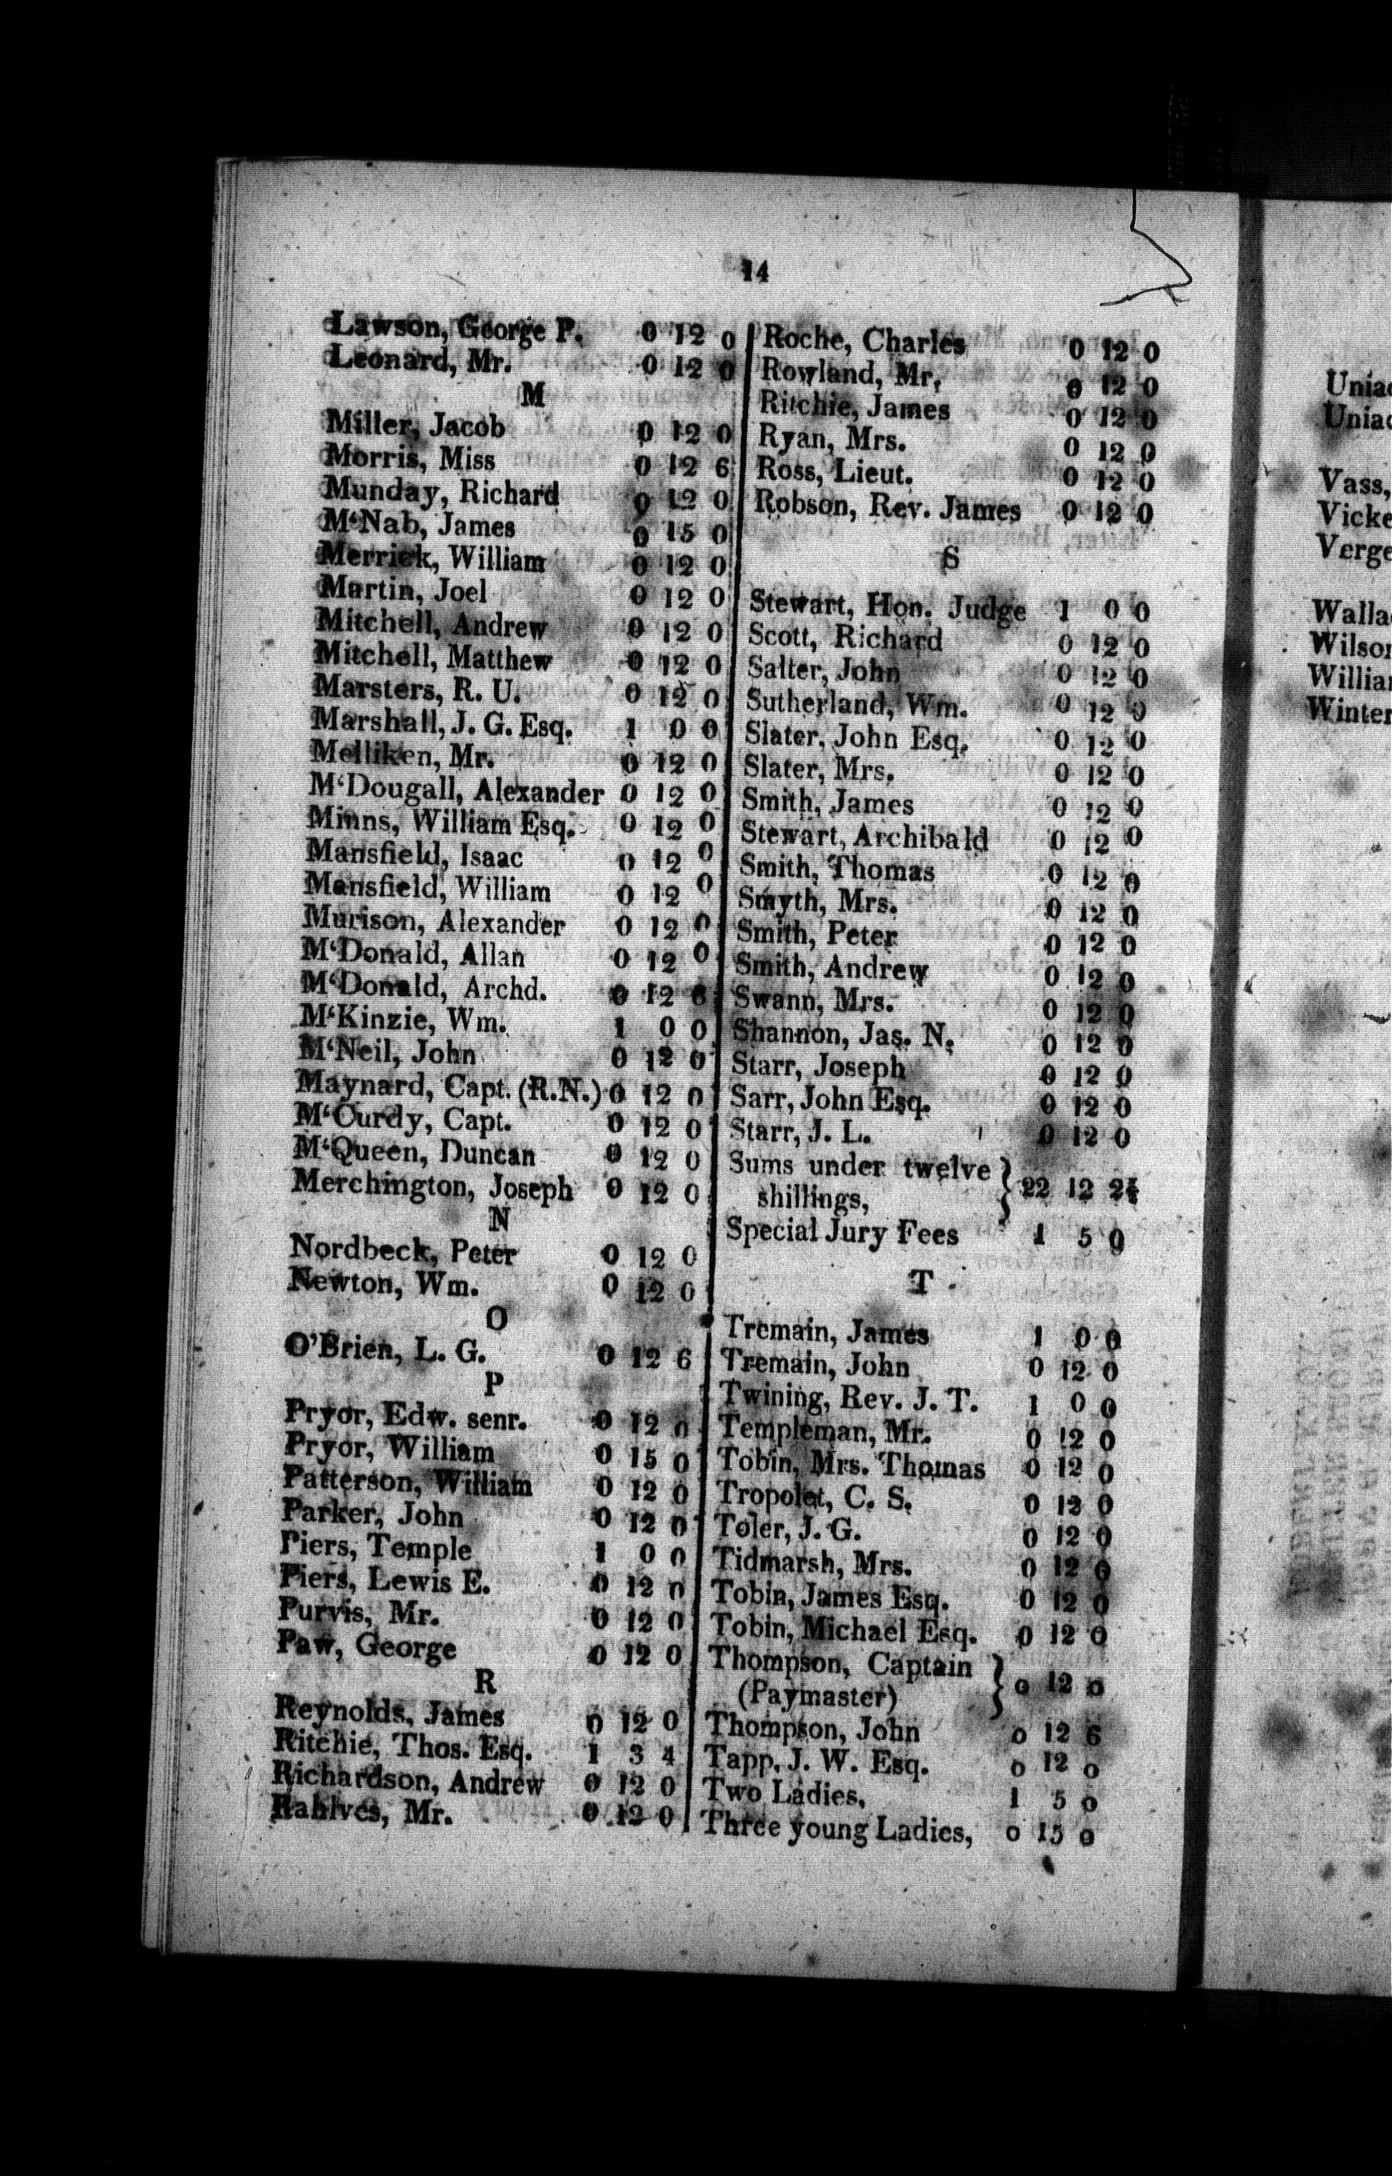 14
Lawson, George P. 0 12 0
Leonard, Mr. 0 12 0
M
Miller, Jacob 0 12 0
Morris, Miss 0 12 6
Munday, Richard 0 12 0
M'Nab, James 0 15 0
Merrick, William 0 12 0
Martin, Joel 0 12 0
Mitchell, Andrew 0 12 0
Mitchell, Matthew 0 12 0
Marsters, R. U. 0 12 0
Marshall, J. G. Esq. 1 0 0
Melliken, Mr. 0 12 0
M'Dougall, Alexander 0 12 0
Minns, William Esq. 0 12 0
Mansfield, Isaac 0 12 0
Mansfield, William 0 12 0
Murison, Alexander 0 12 0
M'Donald, Allan 0 12 0
M'Donald, Archd. 0 12 6
M'Kinzie, Wm. 1 0 0
M'Neil, John 0 12 0
Maynard, Capt. (R.N.) 0 12 0
M'Curdy, Capt. 0 12 0
M'Queen, Duncan 0 12 0
Merchington, Joseph 0 12 0
N
Nordbeck, Peter 0 12 0
Newton, Wm. 0 12 0
O
O'Brien, L. G. 0 12 6
P
Pryor, Edw. senr. 0 12 0
Pryor, William 0 15 0
Patterson, William 0 12 0
Parker, John 0 12 0
Piers, Temple 1 0 0
Piers, Lewis E. 0 12 0
Purvis, Mr. 0 12 0
Paw, George 0 12 0
R
Reynolds, James 0 12 0
Ritchie, Thos. Esq. 1 3 4
Richardson, Andrew 0 12 0
Rahlves, Mr. 0 12 0
Roche, Charles 0 12 0
Rowland, Mr. 0 12 0
Ritchie, James 0 12 0
Ryan, Mrs. 0 12 0
Ross, Lieut. 0 12 0
Robson, Rev. James 0 12 0
S
Stewart, Hon. Judge 1 0 0
Scott, Richard 0 12 0
Salter, John 0 12 0
Sutherland, Wm. 0 12 0
Slater, John Esq. 0 12 0
Slater, Mrs. 0 12 0
Smith, James 0 12 0
Stewart, Archibald 0 12 0
Smith, Thomas 0 12 0
Smyth, Mrs. 0 12 0
Smith, Peter 0 12 0
Smith, Andrew 0 12 0
Swann, Mrs. 0 12 0
Shannon, Jas. N. 0 12 0
Starr, Joseph 0 12 0
Sarr, John Esq. 0 12 0
Starr, J. L. 0 12 0
Sums under twelve
shillings, } 22 12 2½
Special Jury Fees 1 5 0
T
Tremain, James 1 0 0
Tremain, John 0 12 0
Twining, Rev. J. T. 1 0 0
Templeman, Mr. 0 12 0
Tobin, Mrs. Thomas 0 12 0
Tropolet, C. S. 0 12 0
Toler, J. G. 0 12 0
Tidmarsh, Mrs. 0 12 0
Tobin, James Esq. 0 12 0
Tobin, Michael Esq. 0 12 0
Thompson, Captain
(Paymaster) } 0 12 0
Thompson, John 0 12 6
Tapp, J. W. Esq. 0 12 0
Two Ladies, 1 5 0
Three young Ladies, 0 15 0
Unia
Unia
Vass,
Vicke
Verge
Walla
Wilson
Willia
Winter